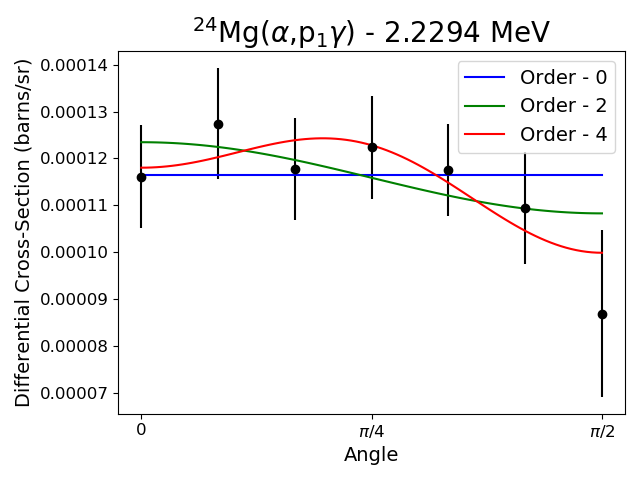 ²⁴Mg(α,p₁γ) - 2.2294 MeV
Differential Cross-Section (barns/sr)
0.00014
0.00013
0.00012
0.00011
0.00010
0.00009
0.00008
0.00007
Order - 0
Order - 2
Order - 4
0
π/4
π/2
Angle